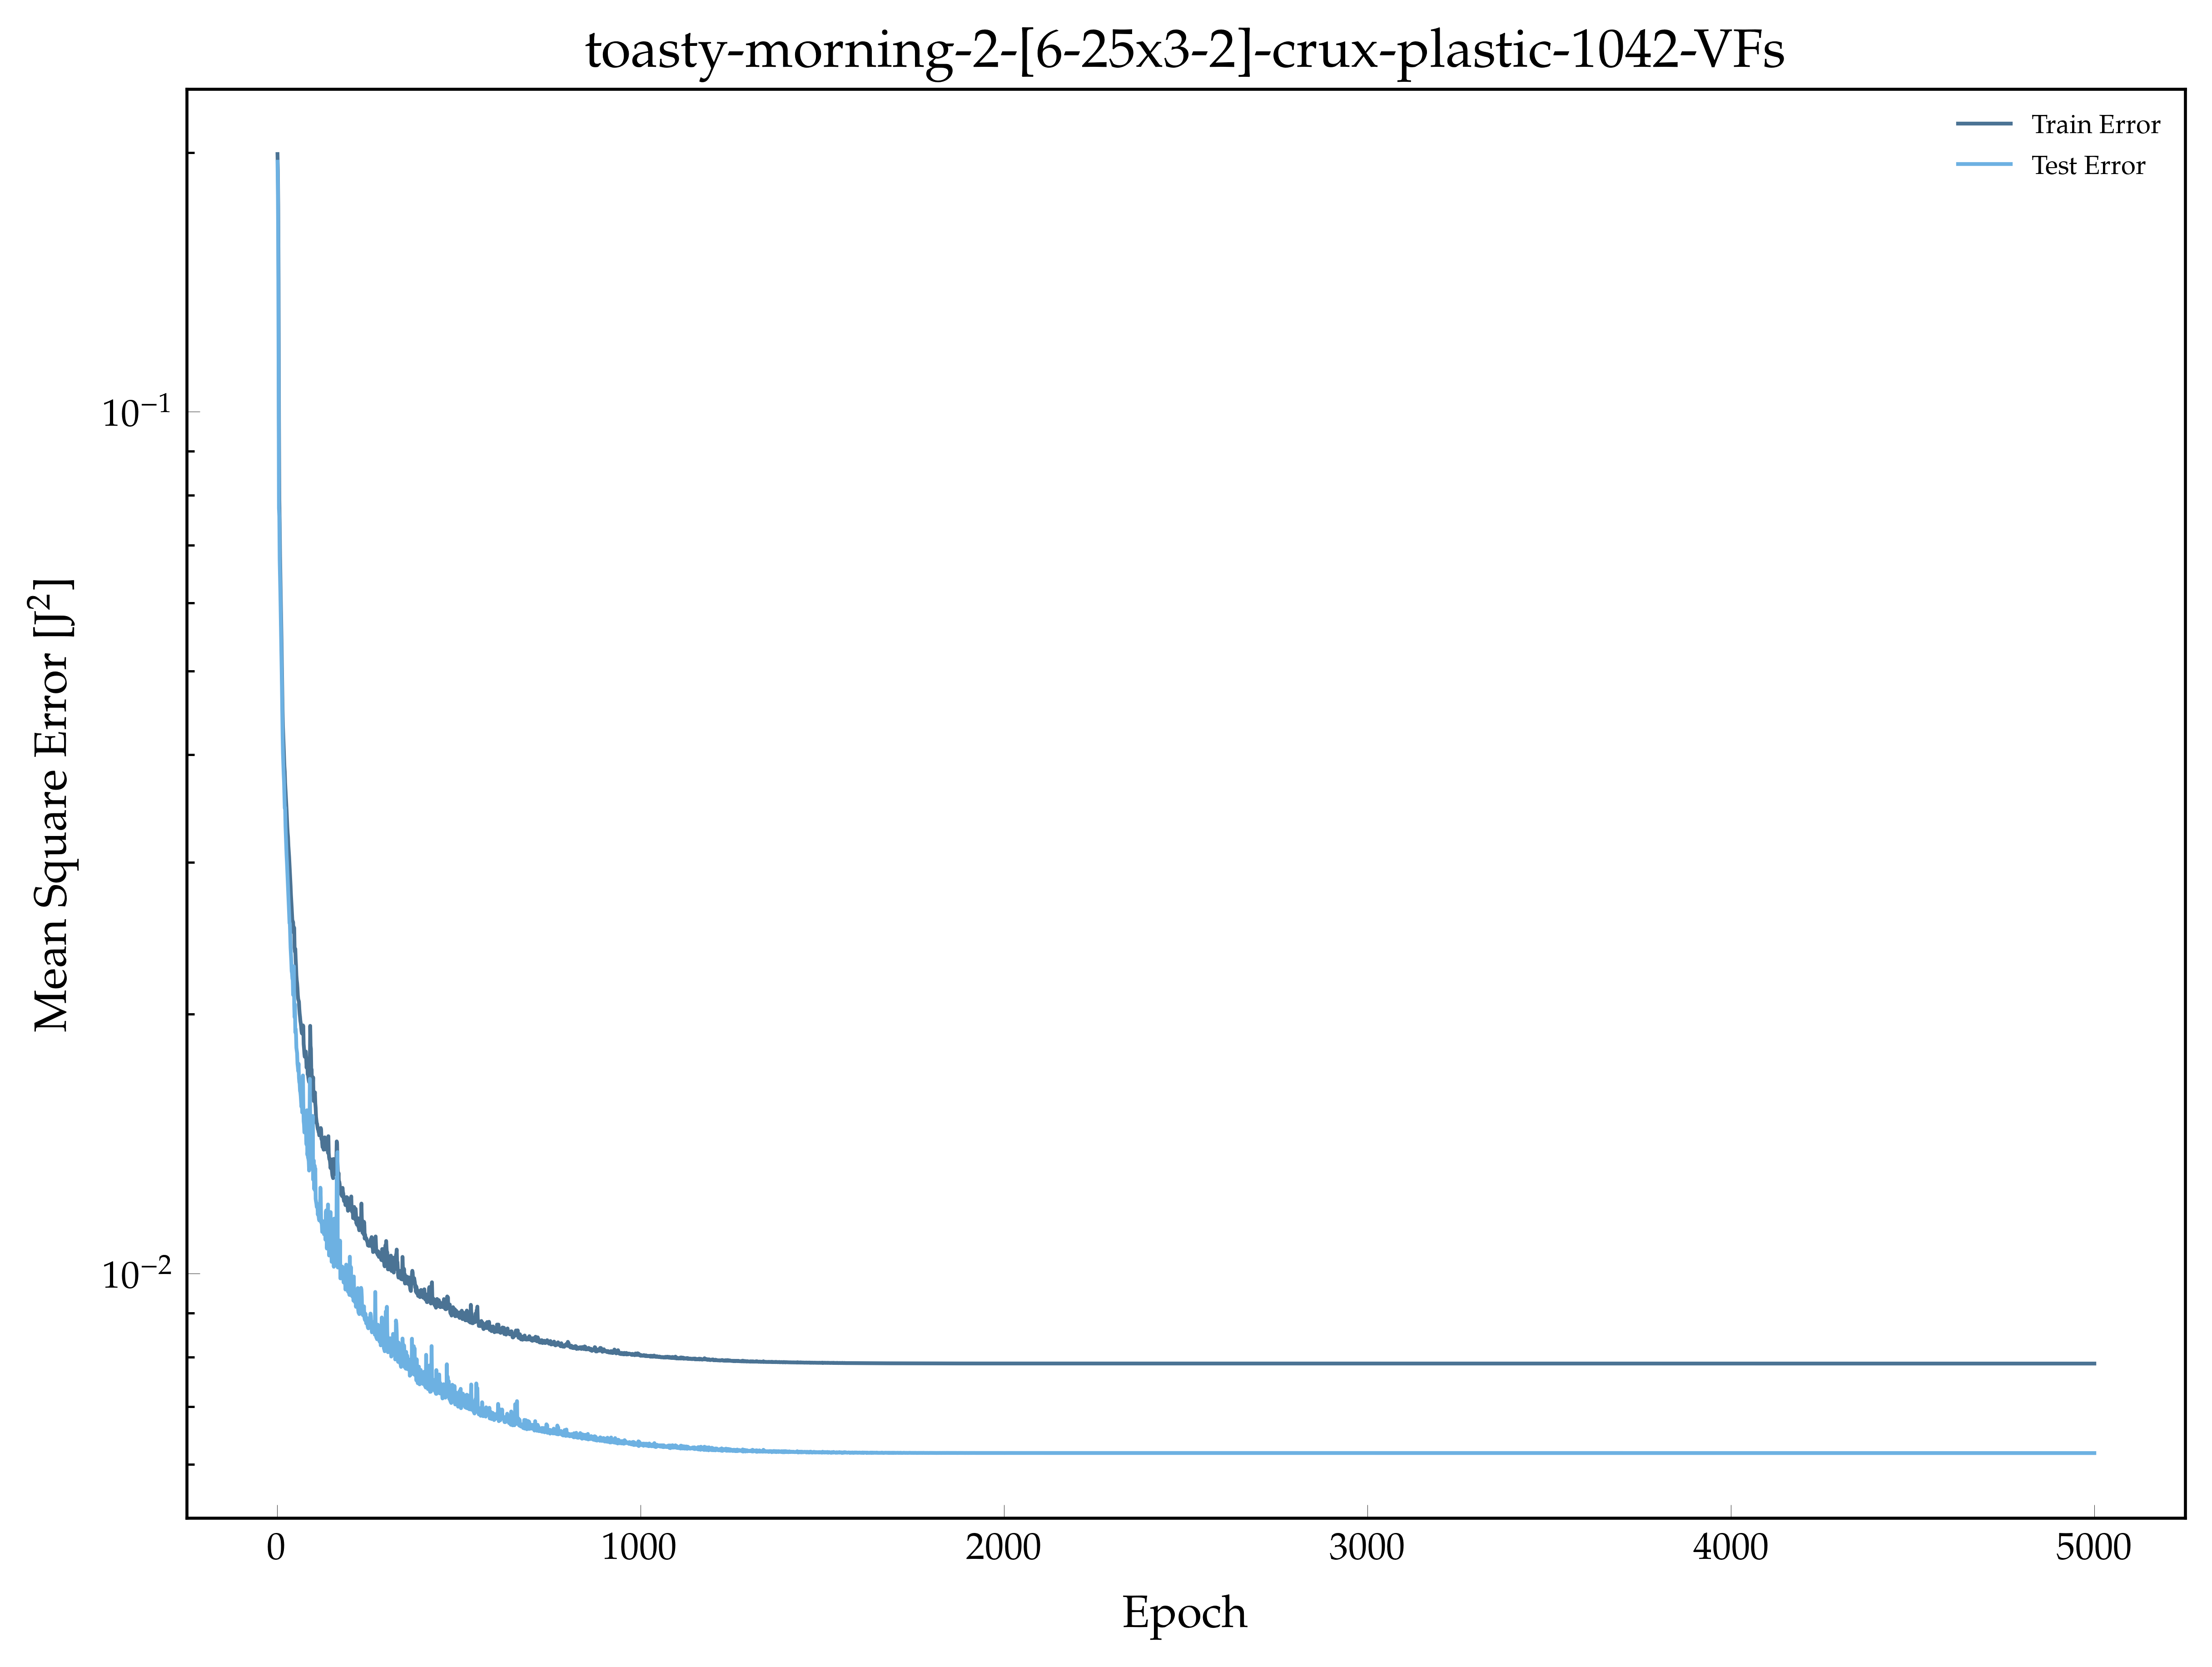 toasty-morning-2-[6-25x3-2]-crux-plastic-1042-VFs
Train Error
Test Error
Mean Square Error [J²]
10⁻¹
10⁻²
0 1000 2000 3000 4000 5000
Epoch